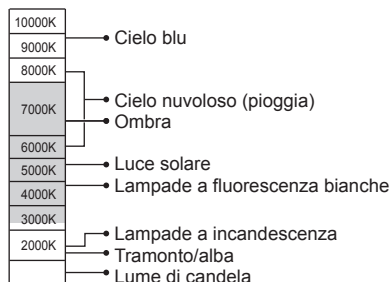 10000K
9000K
Cielo blu
8000K
7000K
Cielo nuvoloso (pioggia)
Ombra
6000K
5000K
Luce solare
4000K
Lampade a fluorescenza bianche
3000K
2000K
Lampade a incandescenza
Tramonto/alba
Lume di candela